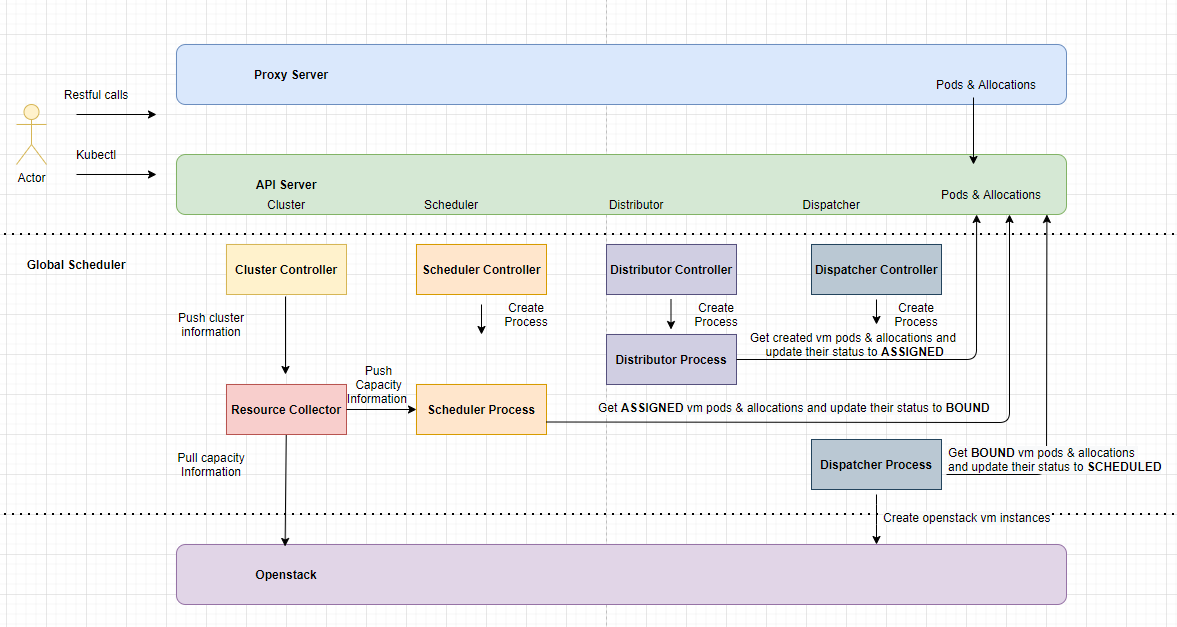 Proxy Server
Pods & Allocations
Restful calls
Kubectl
Actor
API Server
Cluster
Scheduler
Distributor
Dispatcher
Pods & Allocations
Global Scheduler
Cluster Controller
Scheduler Controller
Distributor Controller
Dispatcher Controller
Push cluster
information
Create
Process
Create
Process
Create
Process
Distributor Process
Get created vm pods & allocations and
update their status to ASSIGNED
Push
Capacity
Information
Resource Collector
Scheduler Process
Get ASSIGNED vm pods & allocations and update their status to BOUND
Pull capacity
Information
Dispatcher Process
Get BOUND vm pods & allocations
and update their status to SCHEDULED
Create openstack vm instances
Openstack